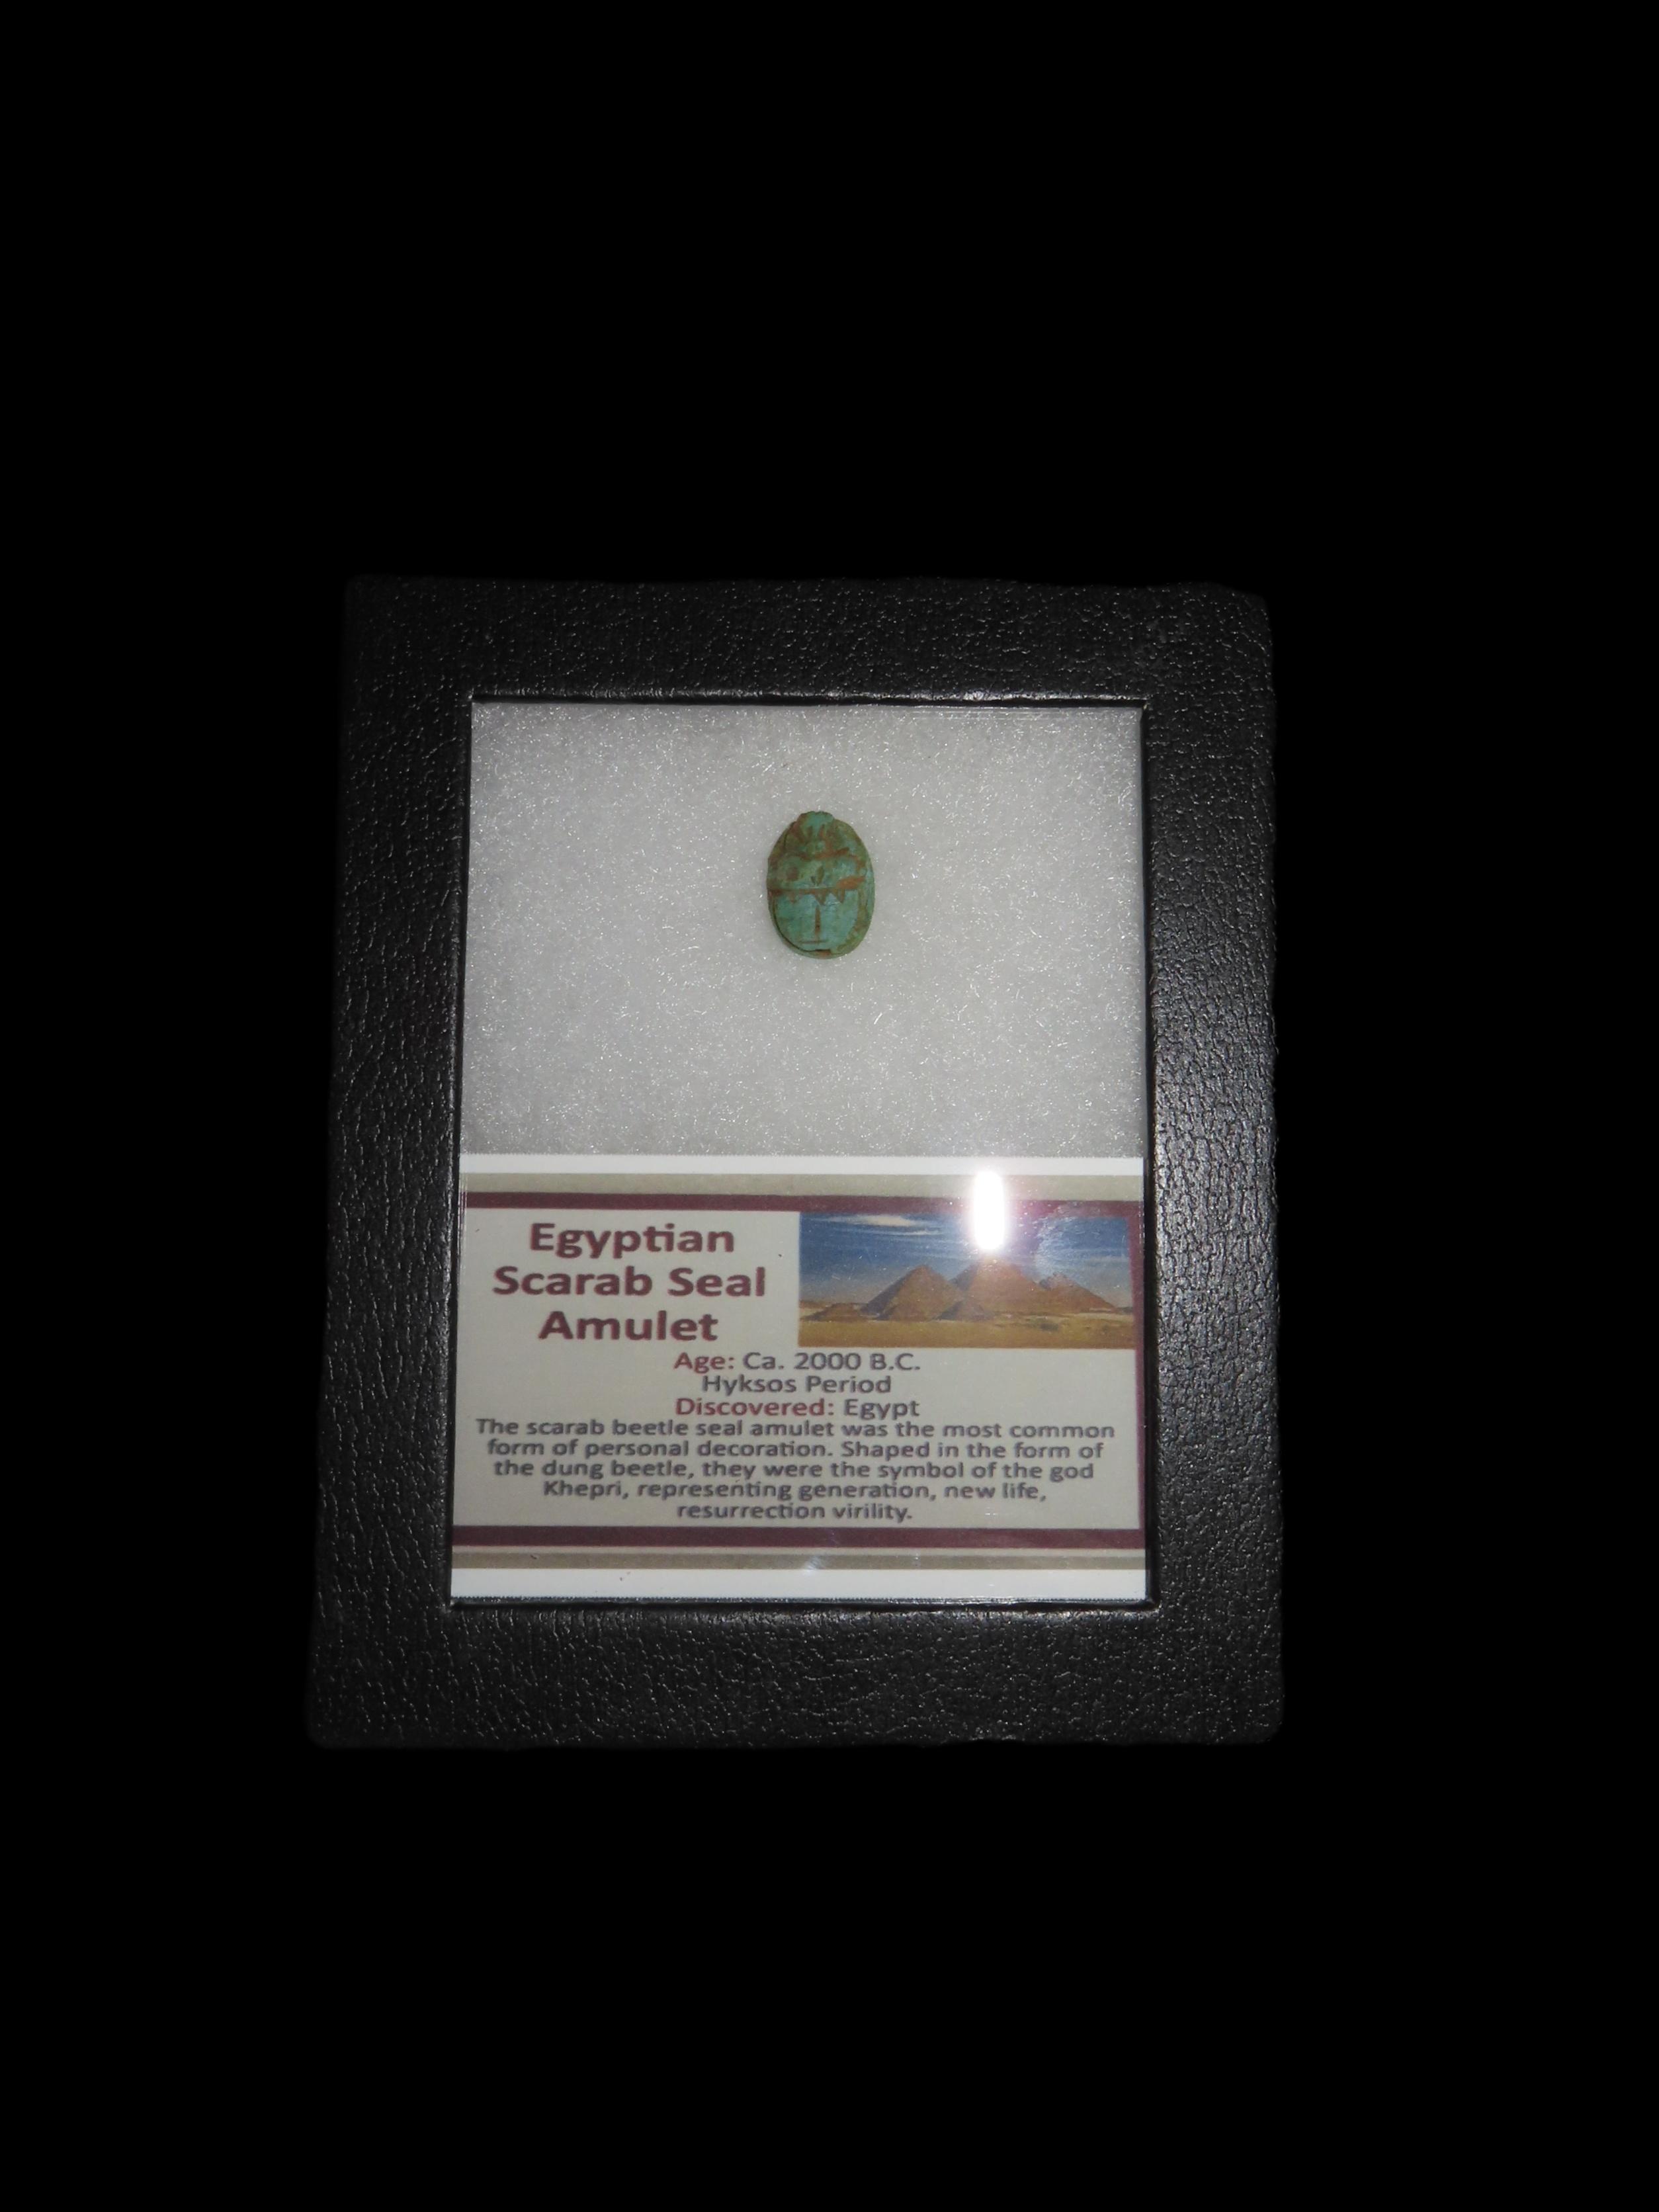 Egyptian
Scarab Seal
Amulet
Age: Ca. 2000 B.C.
Hyksos Period
Discovered: Egypt
The scarab beetle seal amulet was the most common
form of personal decoration. Shaped in the form of
the dung beetle, they were the symbol of the god
Khepri, representing generation, new life,
resurrection virility.